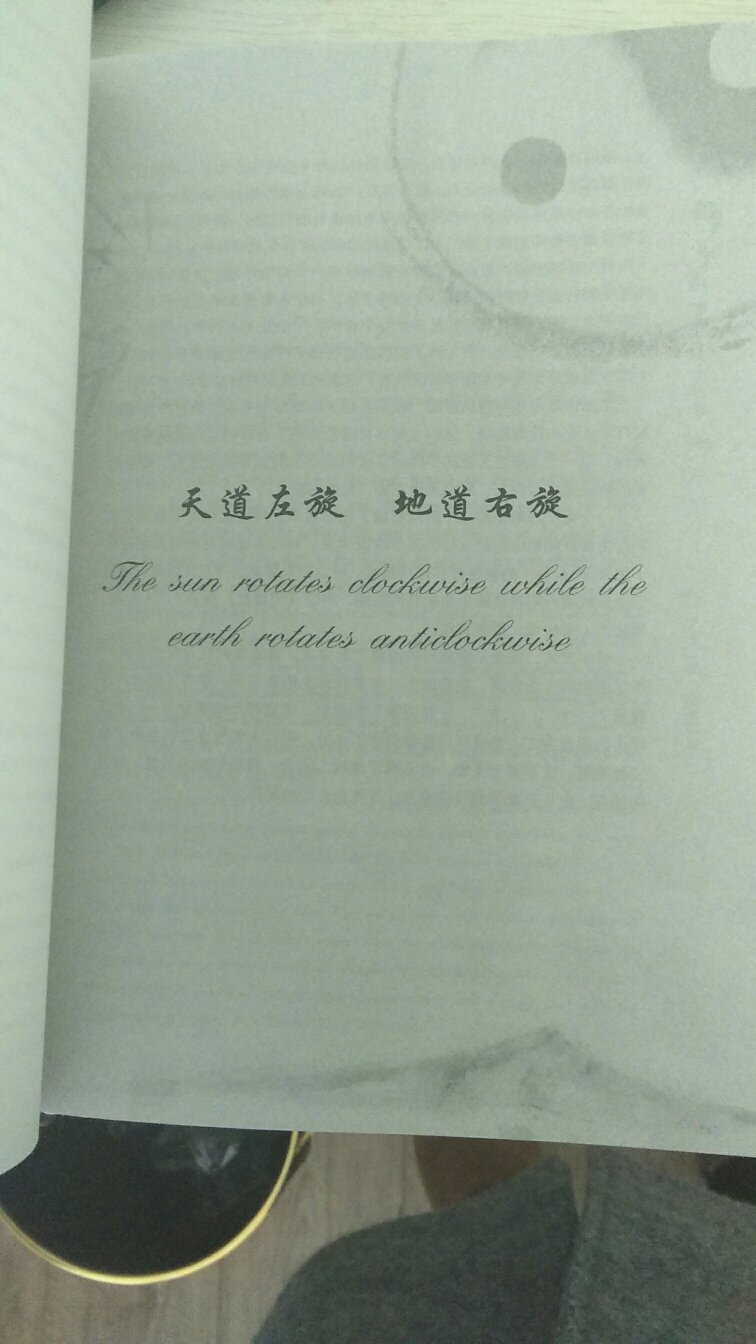 天道左旋　地道右旋
The sun rotates clockwise while the
earth rotates anticlockwise